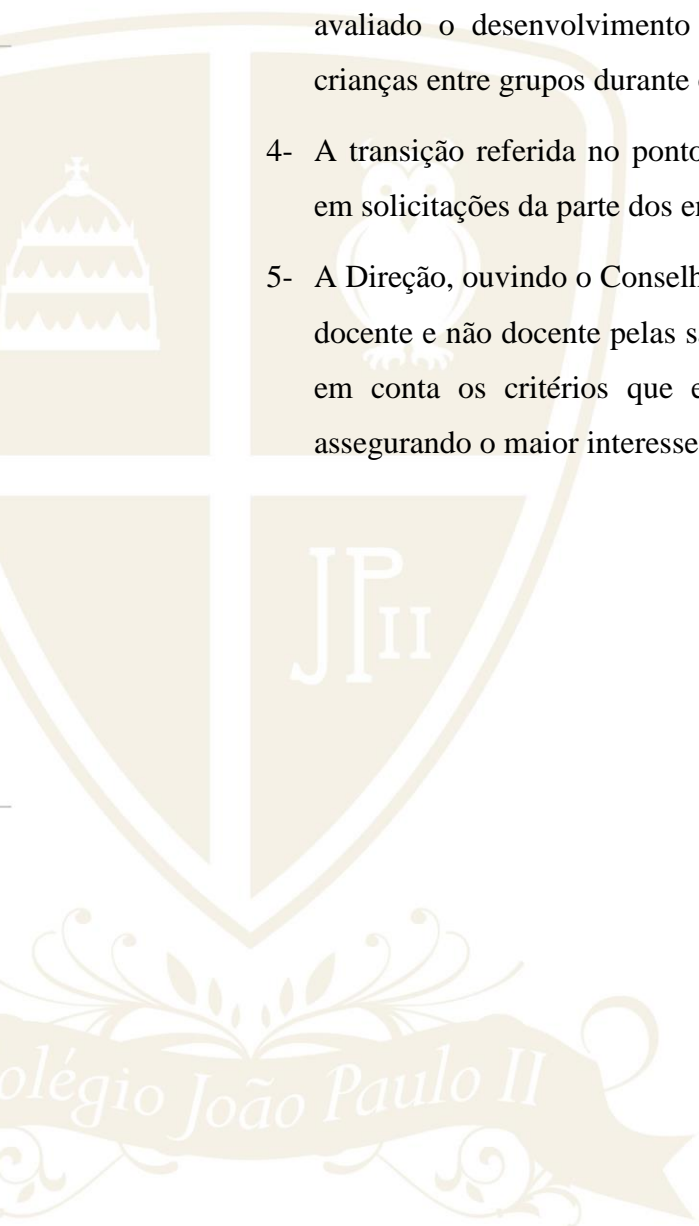 avaliado o desenvolvimento
crianças entre grupos durante
4- A transição referida no ponto
em solicitações da parte dos
5- A Direção, ouvindo o
docente e não docente pelas
em conta os critérios que
assegurando o maior interesse
JPII
João Paulo II